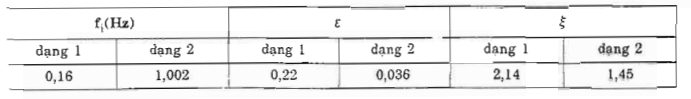 fᵢ(Hz) ε ξ
dạng 1 dạng 2 dạng 1 dạng 2 dạng 1 dạng 2
0,16 1,002 0,22 0,036 2,14 1,45